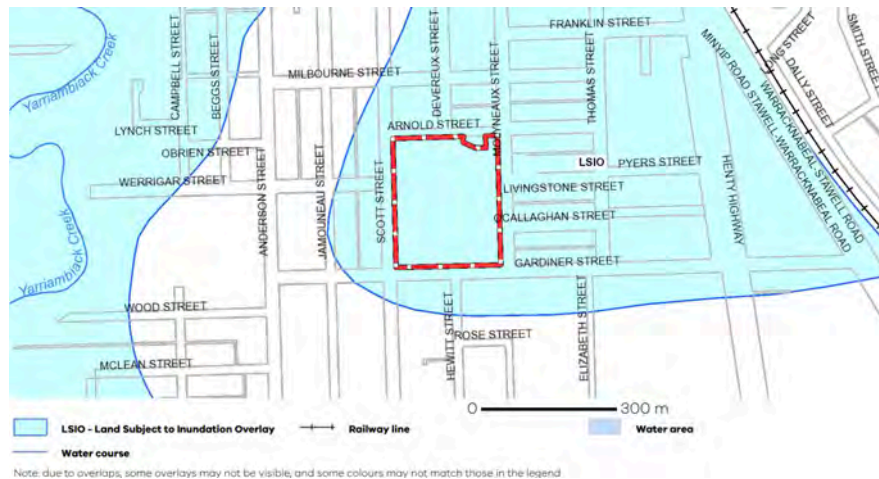 FRANKLIN STREET
SMITH STREET
CAMPBELL STREET
BEGGS STREET
DEVEREUX STREET
MINYIP ROAD STAWELL-WARRACKNABEAL ROAD
DALLY STREET
WARRACKNABEAL-STAWELL ROAD
Yarriambiack Creek
MILBOURNE STREET
THOMAS STREET
LYNCH STREET
ARNOLD STREET
OBRIEN STREET
ANDERSON STREET
JAMOUNEAU STREET
SCOTT STREET
LSIO
PYERS STREET
HENTY HIGHWAY
WERRIGAR STREET
LIVINGSTONE STREET
OCALLAGHAN STREET
Yarriambiack Creek
GARDINER STREET
WOOD STREET
HEWITT STREET
ROSE STREET
ELIZABETH STREET
MCLEAN STREET
0 300 m
LSIO - Land Subject to Inundation Overlay
Railway line
Water area
Water course
Note: due to overlaps, some overlays may not be visible, and some colours may not match those in the legend